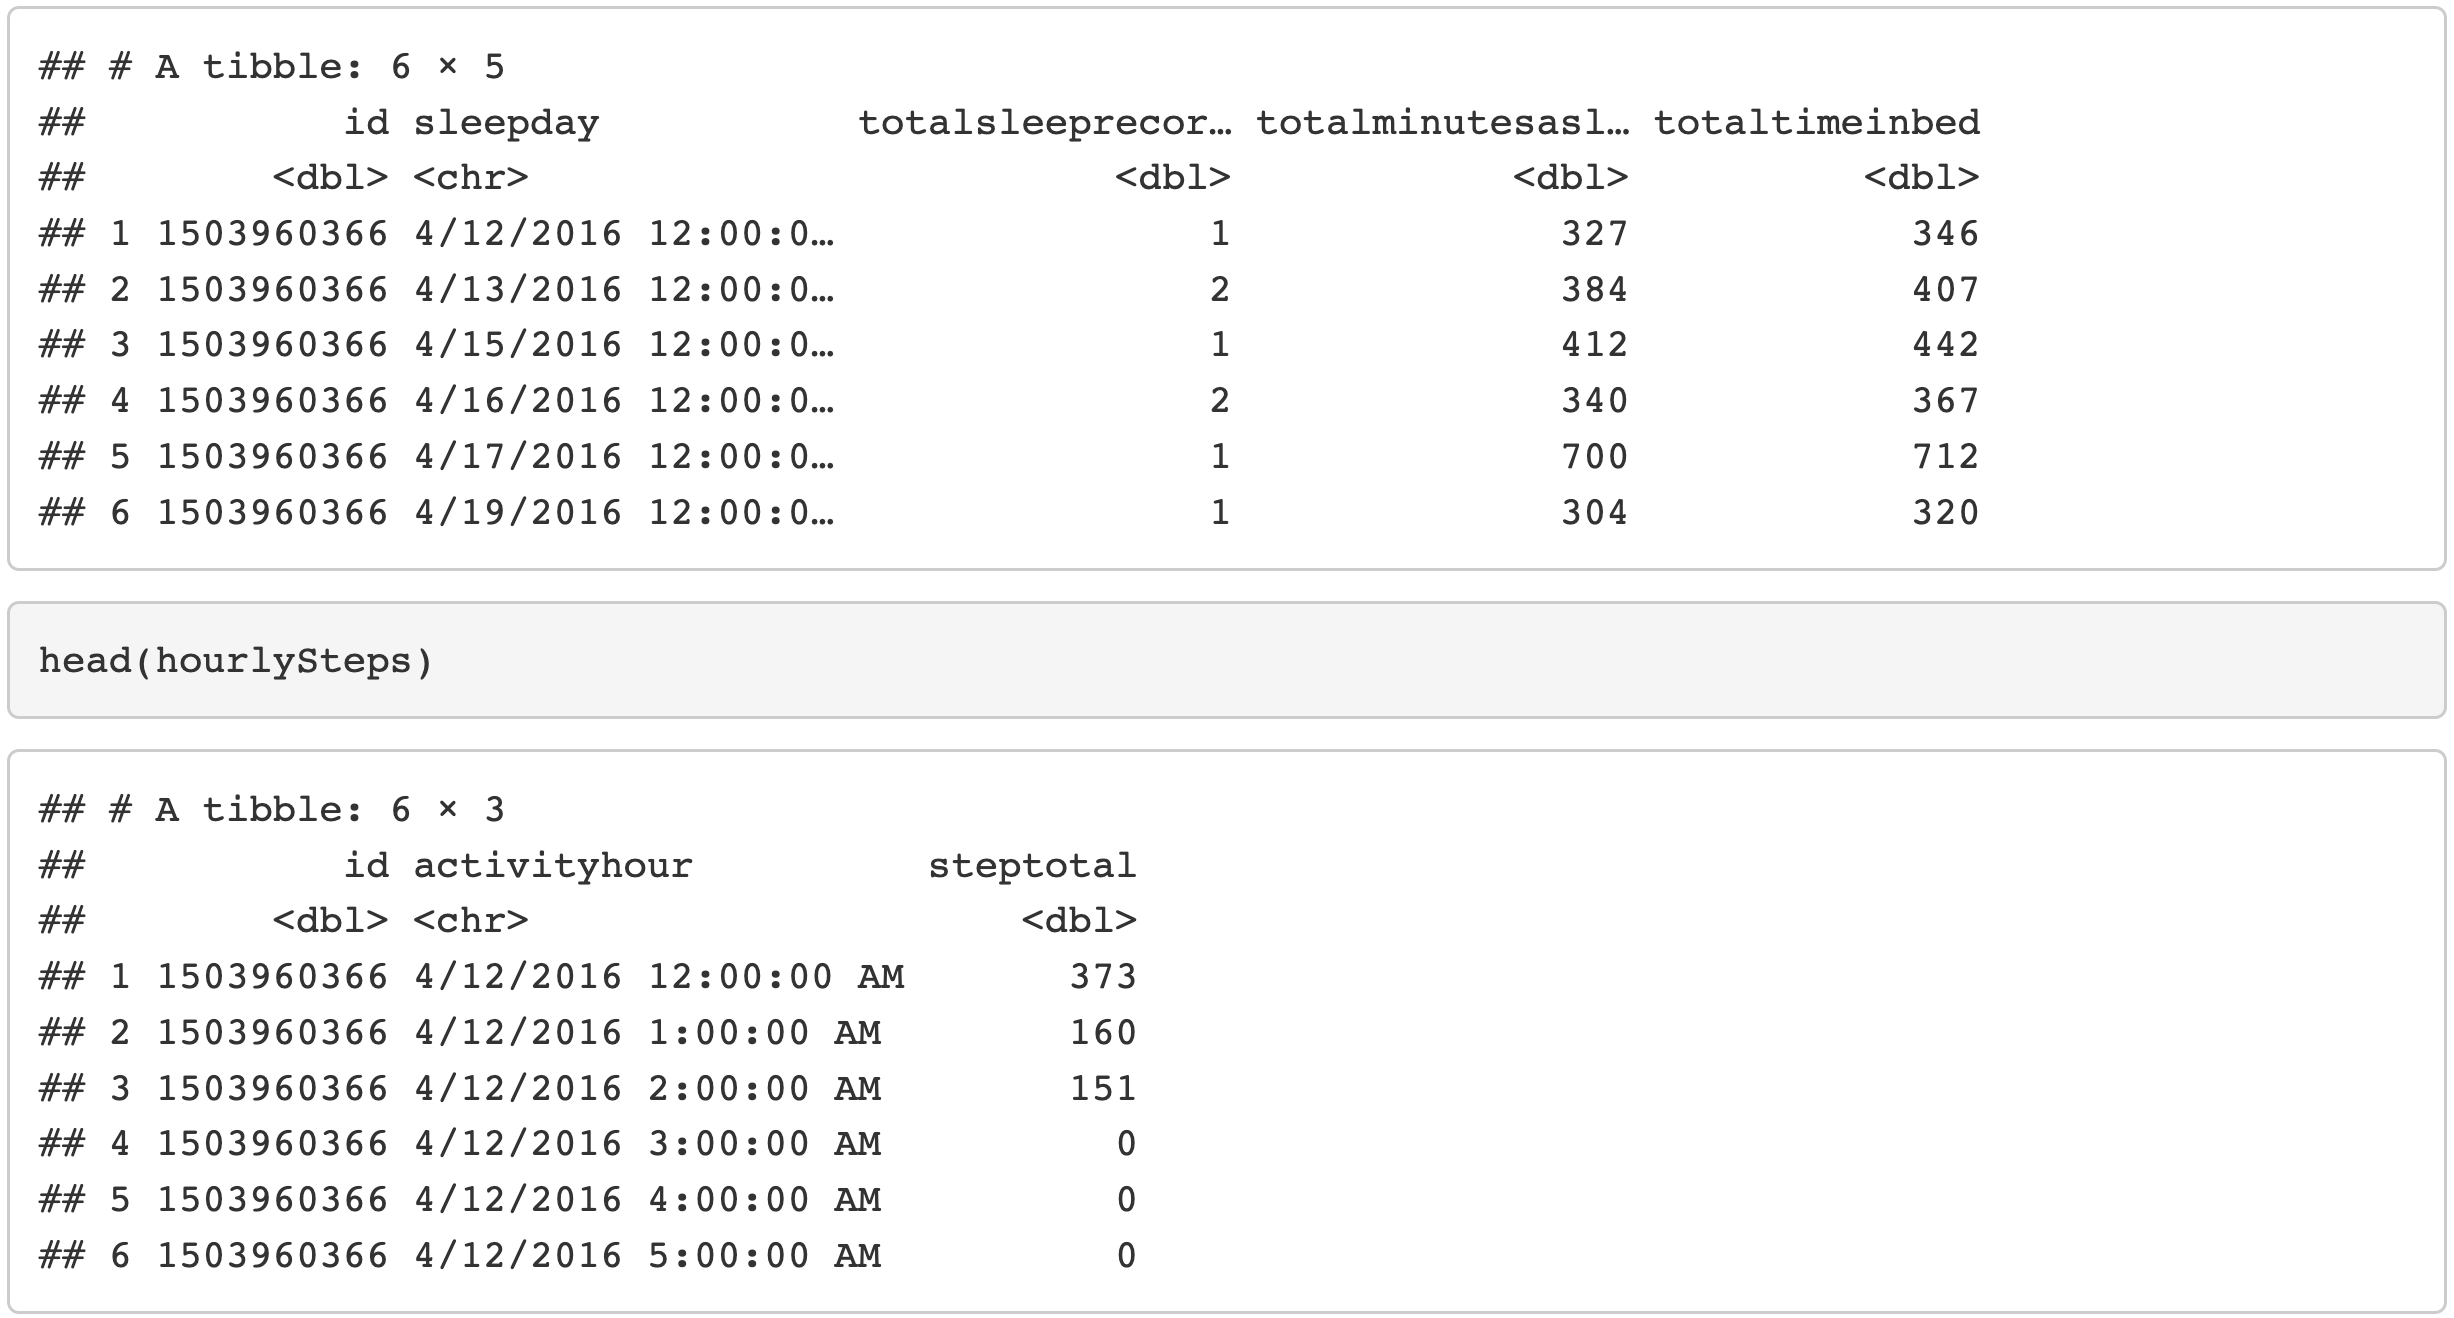 ## # A tibble: 6 × 5
##           id sleepday           totalsleeprecor… totalminutesasl… totaltimeinbed
##        <dbl> <chr>                         <dbl>            <dbl>          <dbl>
## 1 1503960366 4/12/2016 12:00:0…                1              327            346
## 2 1503960366 4/13/2016 12:00:0…                2              384            407
## 3 1503960366 4/15/2016 12:00:0…                1              412            442
## 4 1503960366 4/16/2016 12:00:0…                2              340            367
## 5 1503960366 4/17/2016 12:00:0…                1              700            712
## 6 1503960366 4/19/2016 12:00:0…                1              304            320
head(hourlySteps)
## # A tibble: 6 × 3
##           id activityhour          steptotal
##        <dbl> <chr>                     <dbl>
## 1 1503960366 4/12/2016 12:00:00 AM       373
## 2 1503960366 4/12/2016 1:00:00 AM        160
## 3 1503960366 4/12/2016 2:00:00 AM        151
## 4 1503960366 4/12/2016 3:00:00 AM          0
## 5 1503960366 4/12/2016 4:00:00 AM          0
## 6 1503960366 4/12/2016 5:00:00 AM          0